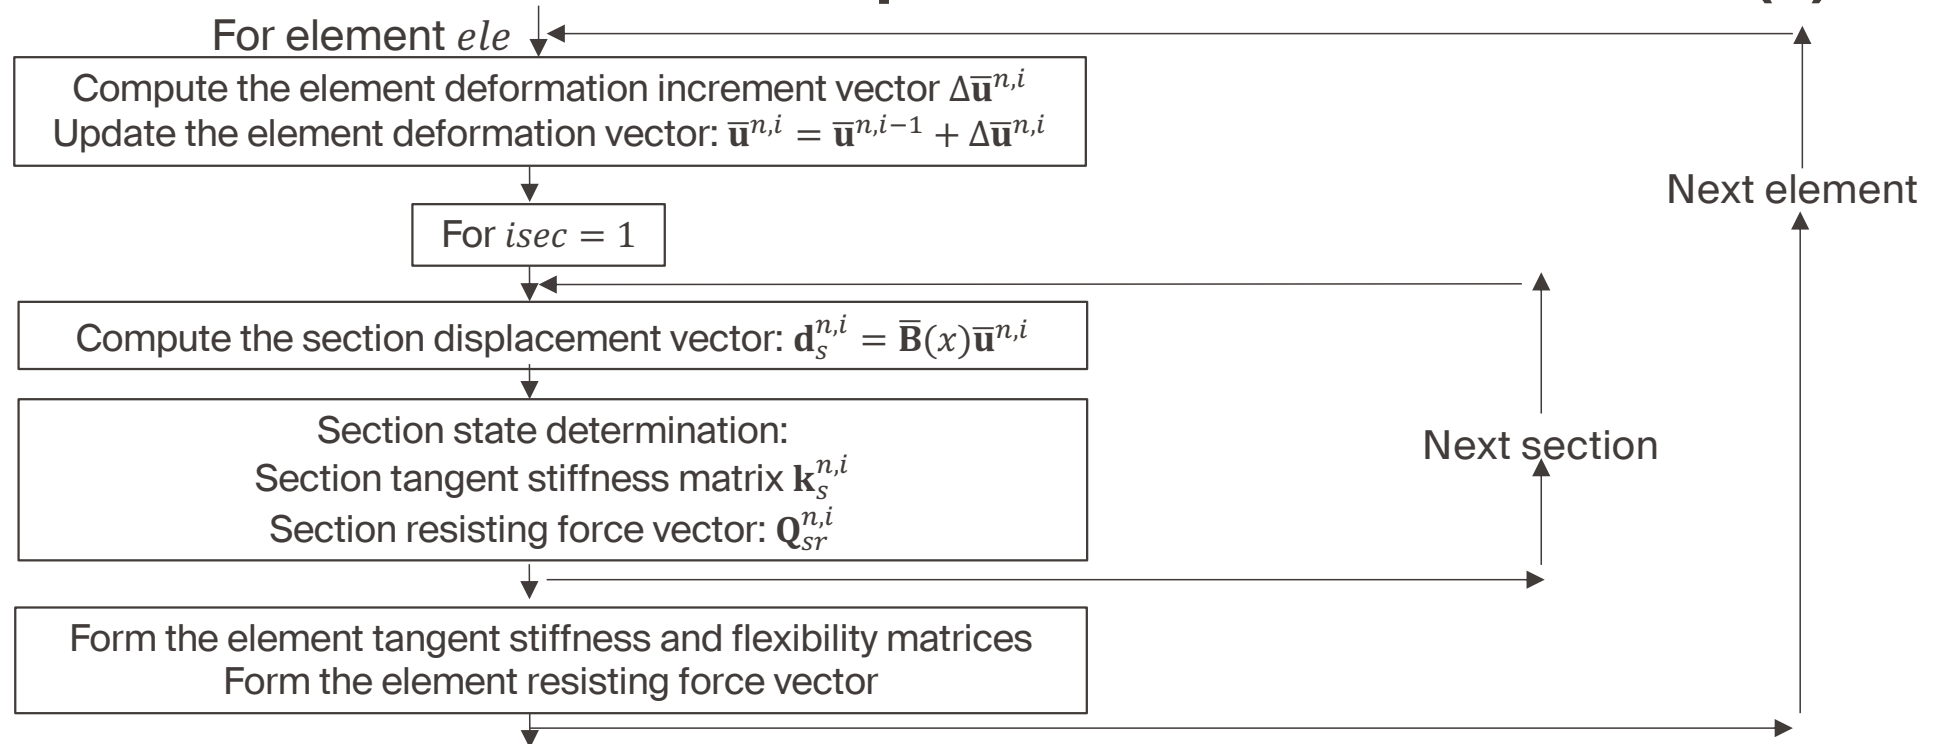 For element 𝑒𝑙𝑒
Compute the element deformation increment vector Δu̅ⁿ,ⁱ
Update the element deformation vector: u̅ⁿ,ⁱ = u̅ⁿ,ⁱ⁻¹ + Δu̅ⁿ,ⁱ
Next element
For 𝑖𝑠𝑒𝑐 = 1
Compute the section displacement vector: d_s^{n,i} = B̅(x)u̅ⁿ,ⁱ
Section state determination:
Next section
Section tangent stiffness matrix k_s^{n,i}
Section resisting force vector: Q_{sr}^{n,i}
Form the element tangent stiffness and flexibility matrices
Form the element resisting force vector